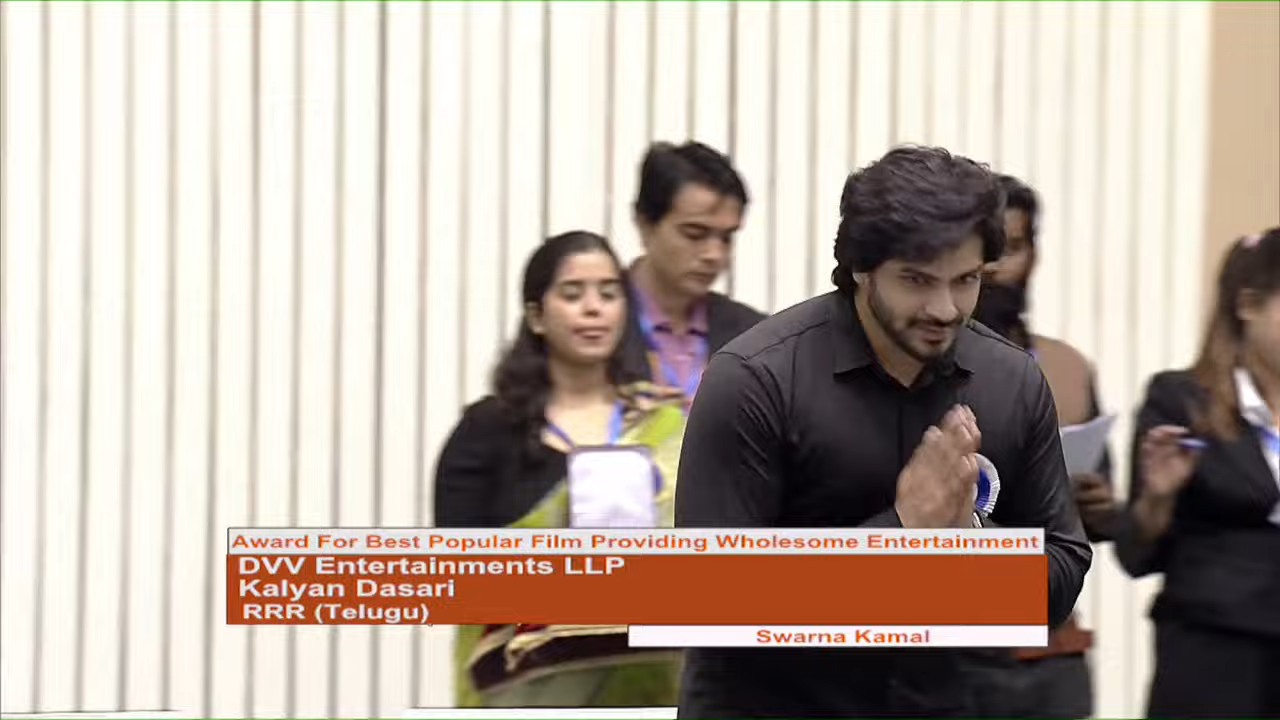 Award For Best Popular Film Providing Wholesome Entertainment
DVV Entertainments LLP
Kalyan Dasari
RRR (Telugu)
Swarna Kamal